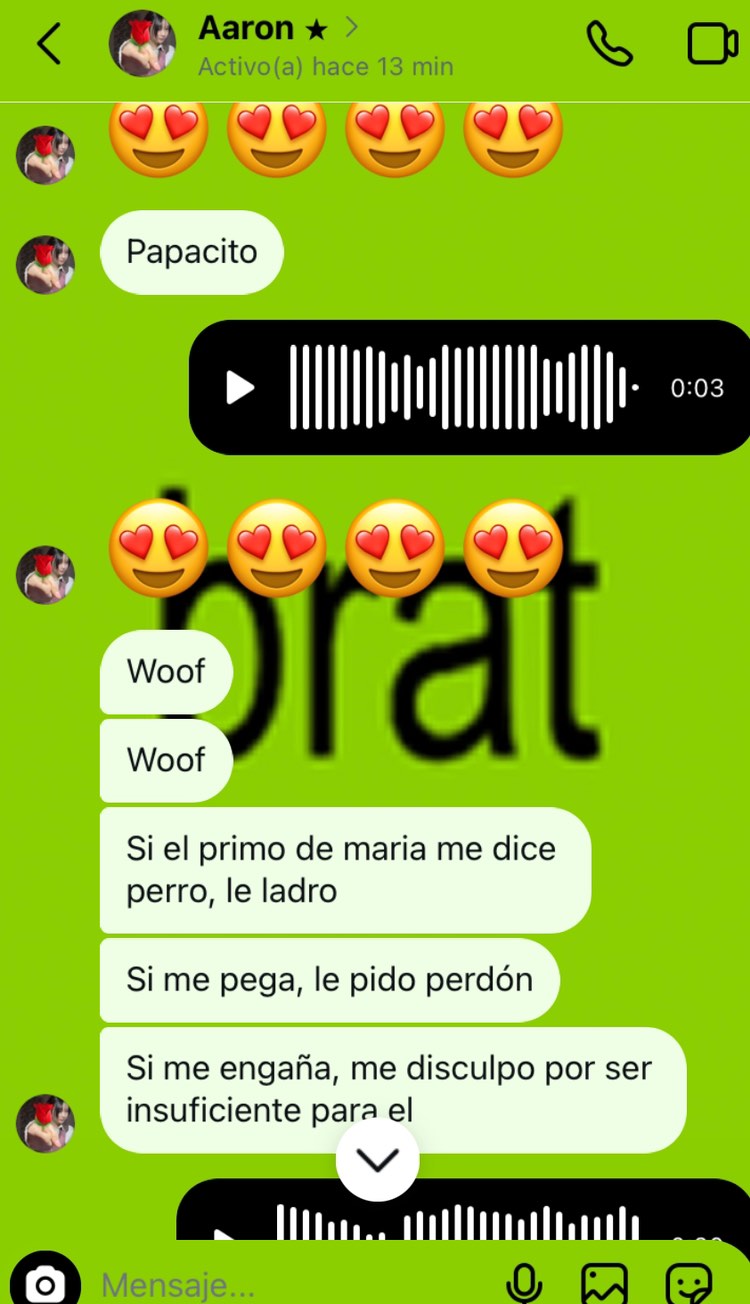 Aaron ★
Activo(a) hace 13 min
😍😍😍😍
Papacito
0:03
😍😍😍😍
brat
Woof
Woof
Si el primo de maria me dice
perro, le ladro
Si me pega, le pido perdón
Si me engaña, me disculpo por ser
insuficiente para el
Mensaje...